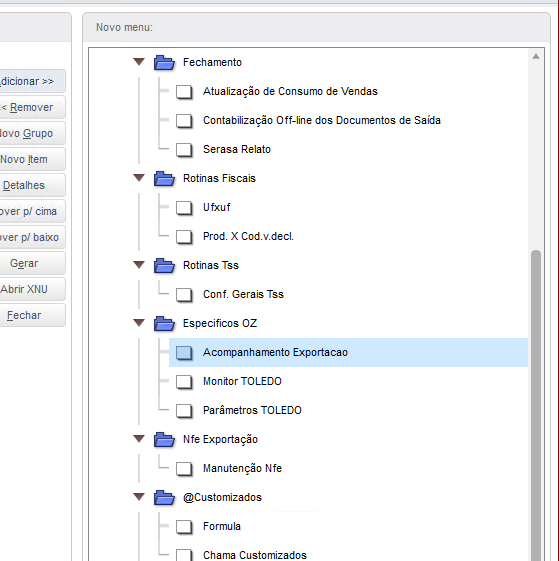 Novo menu:
Adicionar >>
<< Remover
Novo Grupo
Novo Item
Detalhes
over p/ cima
over p/ baixo
Gerar
Abrir XNU
Fechar
Fechamento
Atualização de Consumo de Vendas
Contabilização Off-line dos Documentos de Saída
Serasa Relato
Rotinas Fiscais
Ufxuf
Prod. X Cod.v.decl.
Rotinas Tss
Conf. Gerais Tss
Especificos OZ
Acompanhamento Exportacao
Monitor TOLEDO
Parâmetros TOLEDO
Nfe Exportação
Manutenção Nfe
@Customizados
Formula
Chama Customizados